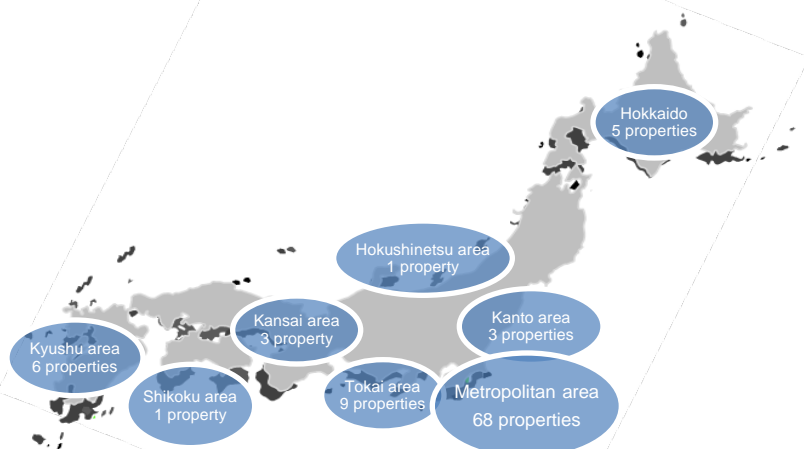 Hokkaido
5 properties
Hokushinetsu area
1 property
Kansai area
3 property
Kanto area
3 properties
Kyushu area
6 properties
Shikoku area
1 property
Tokai area
9 properties
Metropolitan area
68 properties